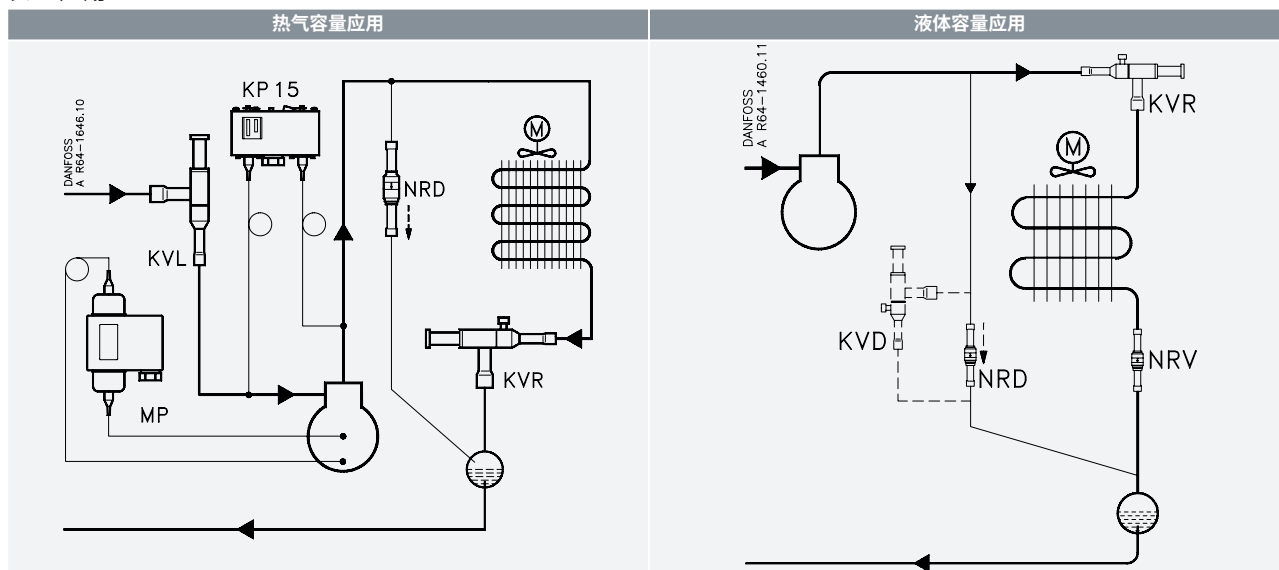 热气容量应用
液体容量应用
DANFOSS
A R64-1646.10
KP 15
M
NRD
KVL
KVR
MP
DANFOSS
A R64-1460.11
KVR
M
KVD
NRD
NRV